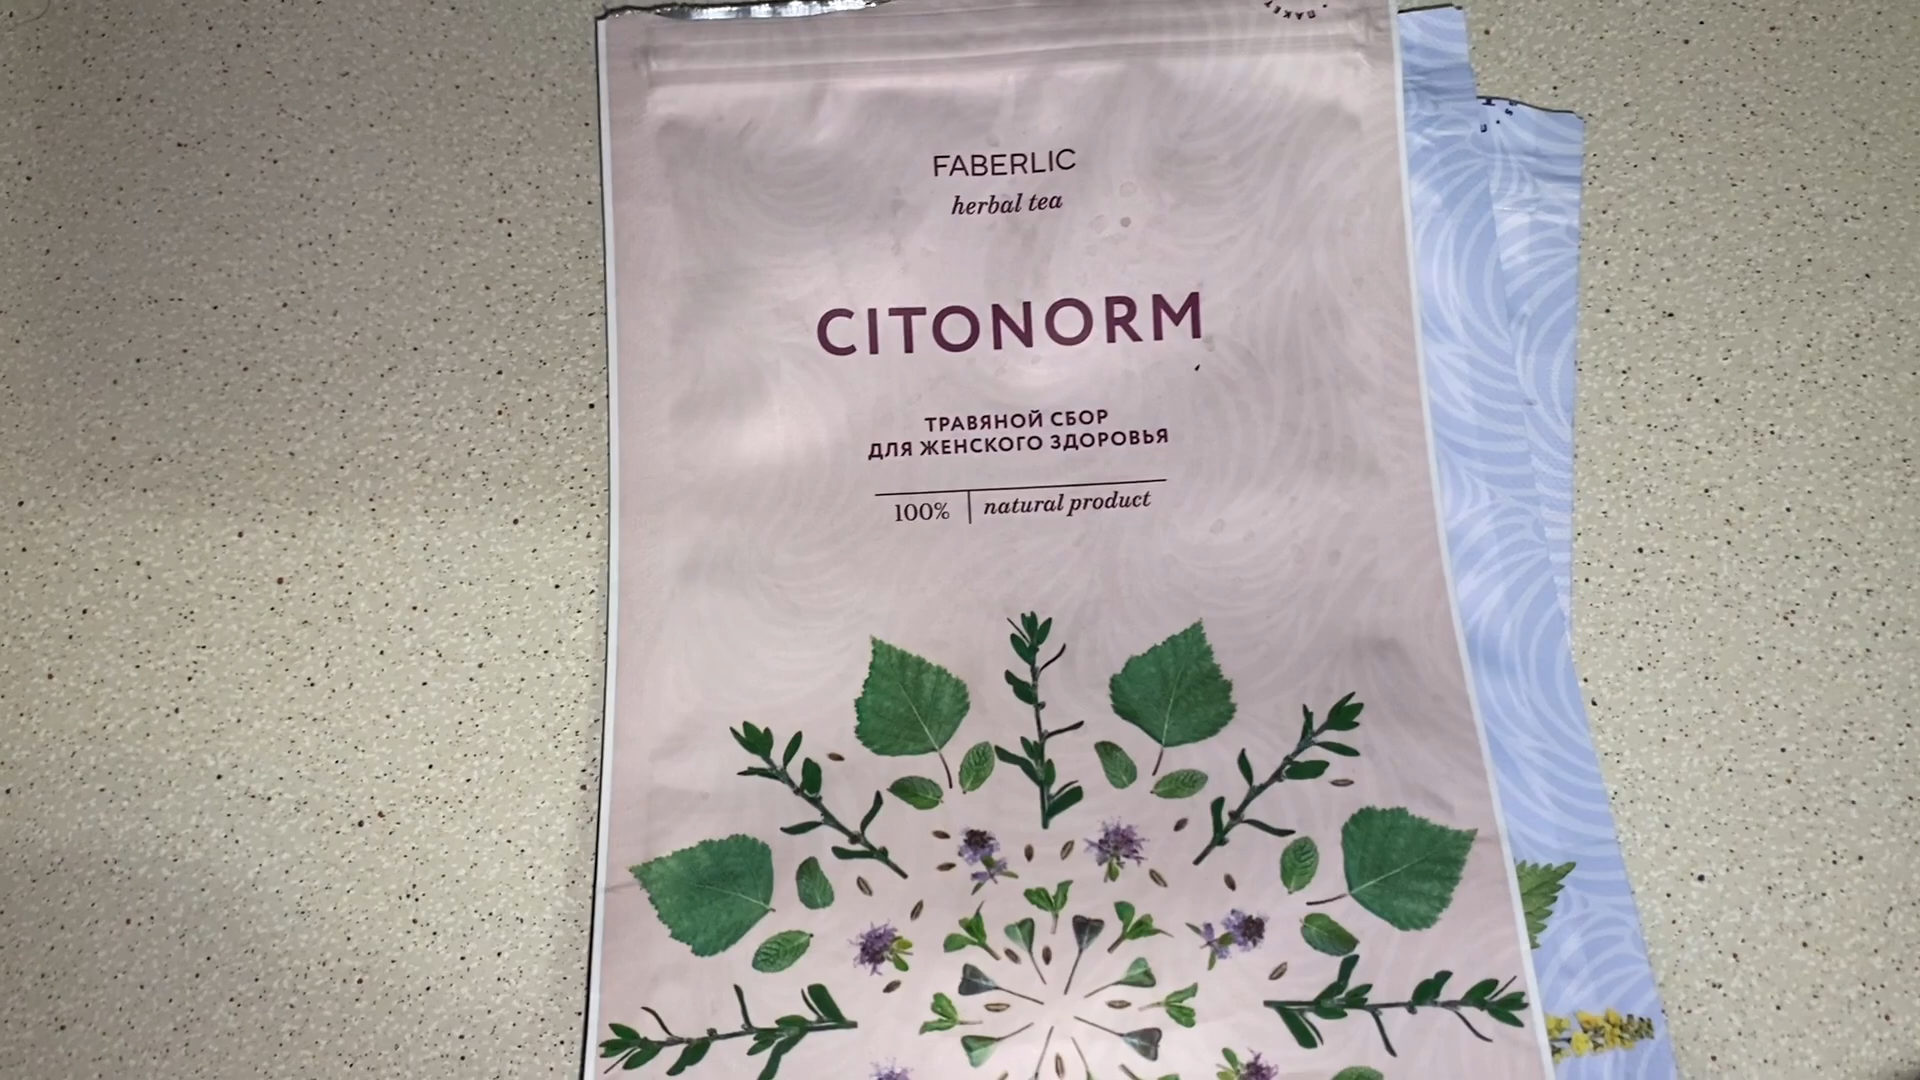 FABERLIC
herbal tea
CITONORM
ТРАВЯНОЙ СБОР
ДЛЯ ЖЕНСКОГО ЗДОРОВЬЯ
100% natural product